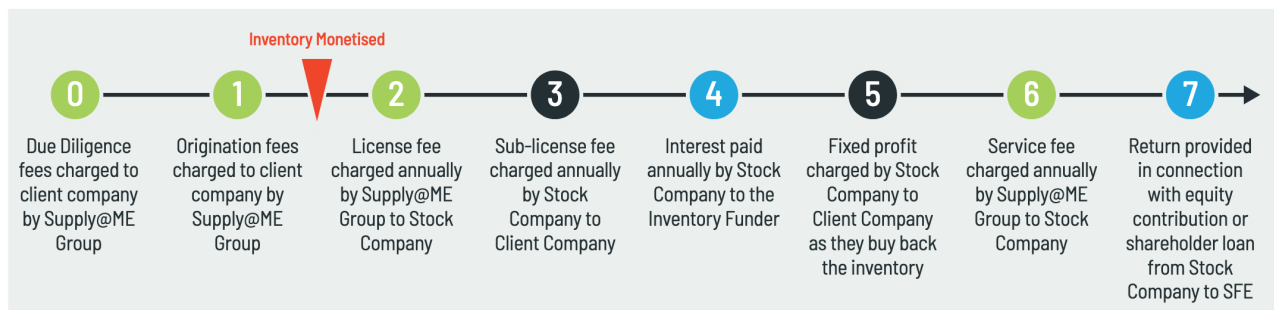 Inventory Monetised
0
1
2
3
4
5
6
7
Due Diligence
fees charged to
client company
by Supply@ME
Group
Origination fees
charged to client
company by
Supply@ME
Group
License fee
charged annually
by Supply@ME
Group to Stock
Company
Sub-license fee
charged annually
by Stock
Company to
Client Company
Interest paid
annually by Stock
Company to the
Inventory Funder
Fixed profit
charged by Stock
Company to
Client Company
as they buy back
the inventory
Service fee
charged annually
by Supply@ME
Group to Stock
Company
Return provided
in connection
with equity
contribution or
shareholder loan
from Stock
Company to SFE